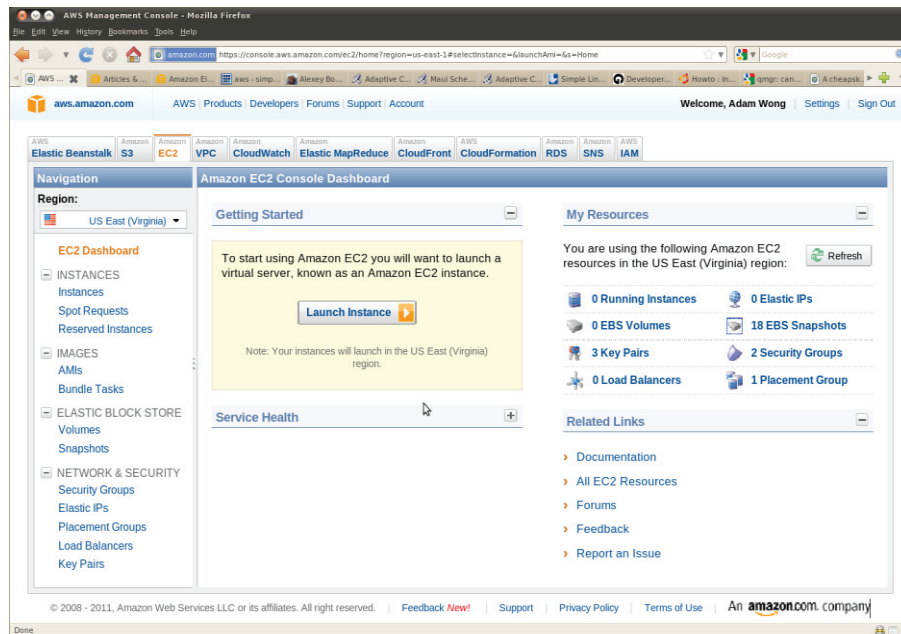 AWS Management Console - Mozilla Firefox
File Edit View History Bookmarks Tools Help
amazon.com https://console.aws.amazon.com/ec2/home?region=us-east-1#selectInstance=&launchAmi=&s=Home
Google
AWS ... Articles & ... Amazon El... aws - simp... Alexey Bo... Adaptive C... Maui Sche... Adaptive C... Simple Lin... Developer... Howto : In... qmgr: can... A cheapsk..
aws.amazon.com AWS Products Developers Forums Support Account Welcome, Adam Wong Settings Sign Out
AWS Amazon Amazon Amazon Amazon Amazon Amazon AWS Amazon Amazon AWS
Elastic Beanstalk S3 EC2 VPC CloudWatch Elastic MapReduce CloudFront CloudFormation RDS SNS IAM
Navigation
Region:
US East (Virginia)
EC2 Dashboard
INSTANCES
Instances
Spot Requests
Reserved Instances
IMAGES
AMIs
Bundle Tasks
ELASTIC BLOCK STORE
Volumes
Snapshots
NETWORK & SECURITY
Security Groups
Elastic IPs
Placement Groups
Load Balancers
Key Pairs
Amazon EC2 Console Dashboard
Getting Started
To start using Amazon EC2 you will want to launch a
virtual server, known as an Amazon EC2 instance.
Launch Instance
Note: Your instances will launch in the US East (Virginia)
region.
Service Health
My Resources
You are using the following Amazon EC2
resources in the US East (Virginia) region:
Refresh
0 Running Instances 0 Elastic IPs
0 EBS Volumes 18 EBS Snapshots
3 Key Pairs 2 Security Groups
0 Load Balancers 1 Placement Group
Related Links
Documentation
All EC2 Resources
Forums
Feedback
Report an Issue
© 2008 - 2011, Amazon Web Services LLC or its affiliates. All right reserved. Feedback New! Support Privacy Policy Terms of Use An amazon.com. company
Done